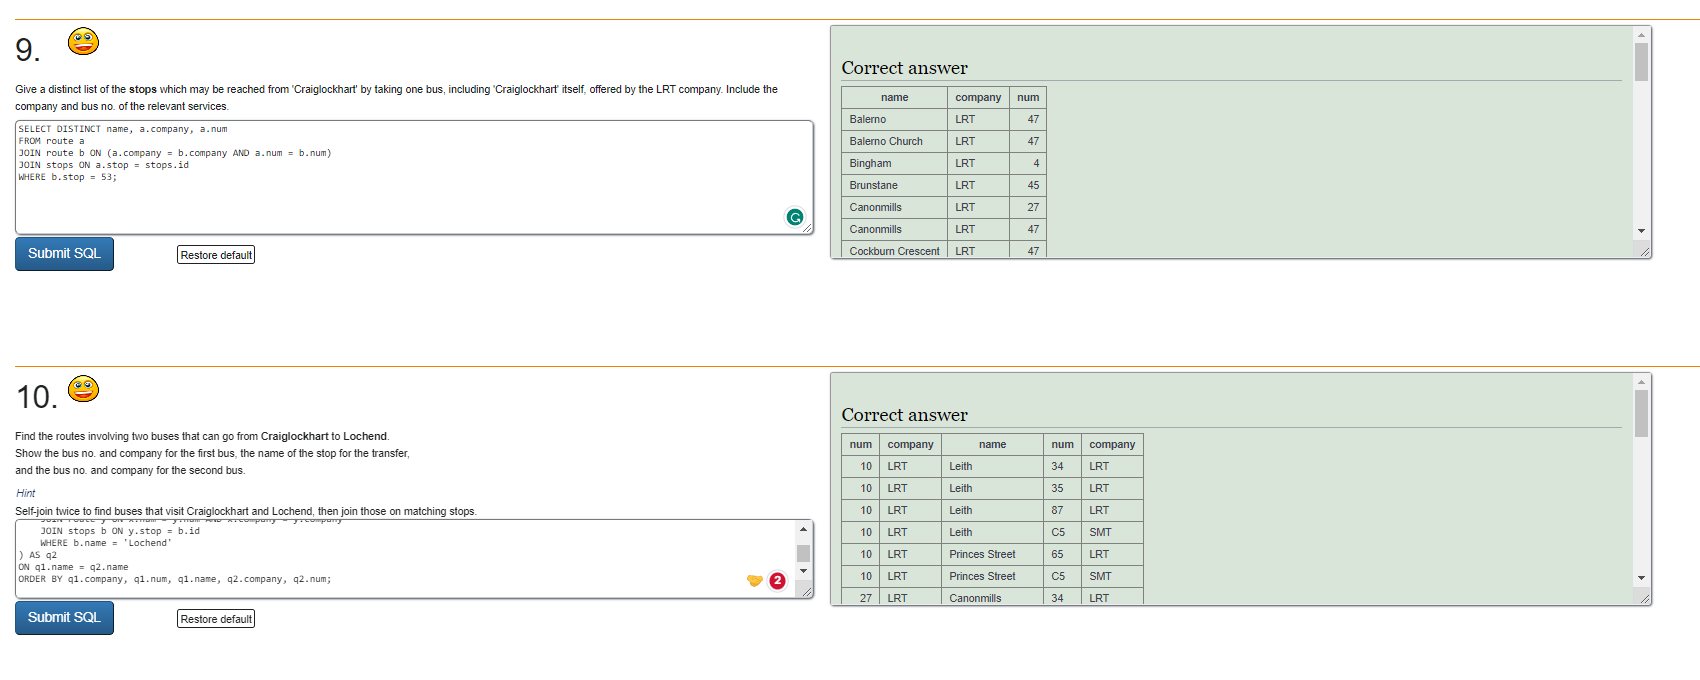 9.
Give a distinct list of the stops which may be reached from 'Craiglockhart' by taking one bus, including 'Craiglockhart' itself, offered by the LRT company. Include the
company and bus no. of the relevant services.
SELECT DISTINCT name, a.company, a.num
FROM route a
JOIN route b ON (a.company = b.company AND a.num = b.num)
JOIN stops ON a.stop = stops.id
WHERE b.stop = 53;
Submit SQL
Restore default
Correct answer
name company num
Balerno LRT 47
Balerno Church LRT 47
Bingham LRT 4
Brunstane LRT 45
Canonmills LRT 27
Canonmills LRT 47
Cockburn Crescent LRT 47
10.
Find the routes involving two buses that can go from Craiglockhart to Lochend.
Show the bus no. and company for the first bus, the name of the stop for the transfer,
and the bus no. and company for the second bus.
Hint
Self-join twice to find buses that visit Craiglockhart and Lochend, then join those on matching stops.
JOIN route y ON x.num = y.num AND x.company = y.company
JOIN stops b ON y.stop = b.id
WHERE b.name = 'Lochend'
) AS q2
ON q1.name = q2.name
ORDER BY q1.company, q1.num, q1.name, q2.company, q2.num;
2
Submit SQL
Restore default
Correct answer
num company name num company
10 LRT Leith 34 LRT
10 LRT Leith 35 LRT
10 LRT Leith 87 LRT
10 LRT Leith C5 SMT
10 LRT Princes Street 65 LRT
10 LRT Princes Street C5 SMT
27 LRT Canonmills 34 LRT